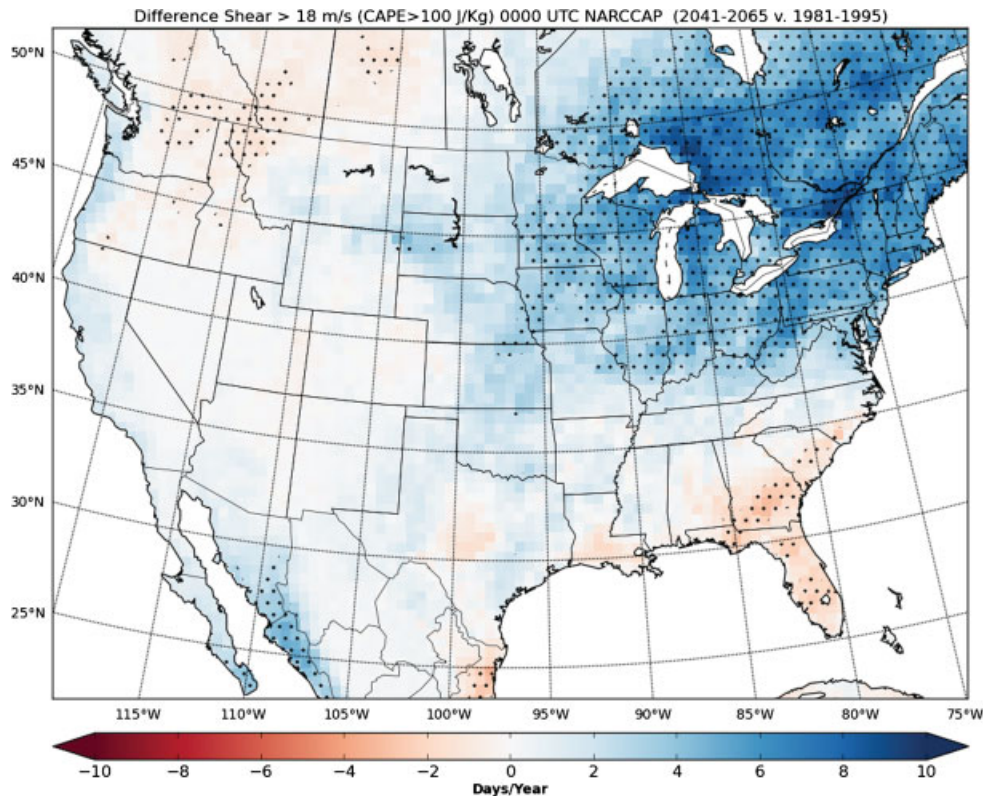 Difference Shear > 18 m/s (CAPE>100 J/Kg) 0000 UTC NARCCAP (2041-2065 v. 1981-1995)
50°N
45°N
40°N
35°N
30°N
25°N
115°W 110°W 105°W 100°W 95°W 90°W 85°W 80°W 75°W
−10 −8 −6 −4 −2 0 2 4 6 8 10
Days/Year